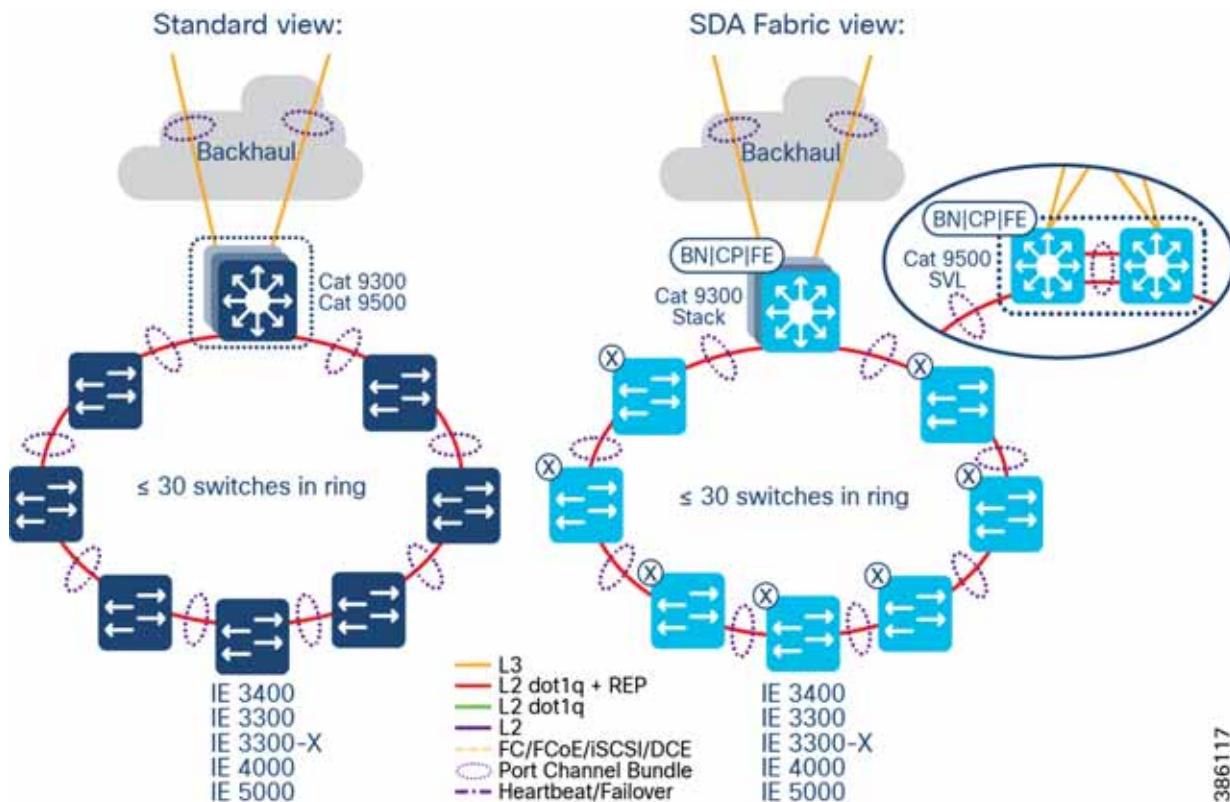 Standard view:
Backhaul
Cat 9300
Cat 9500
≤ 30 switches in ring
IE 3400
IE 3300
IE 3300-X
IE 4000
IE 5000
SDA Fabric view:
Backhaul
BN|CP|FE
Cat 9300
Stack
BN|CP|FE
Cat 9500
SVL
X
X
X
X
X
X
X
≤ 30 switches in ring
IE 3400
IE 3300
IE 3300-X
IE 4000
IE 5000
L3
L2 dot1q + REP
L2 dot1q
L2
FC/FCoE/iSCSI/DCE
Port Channel Bundle
Heartbeat/Failover
386117